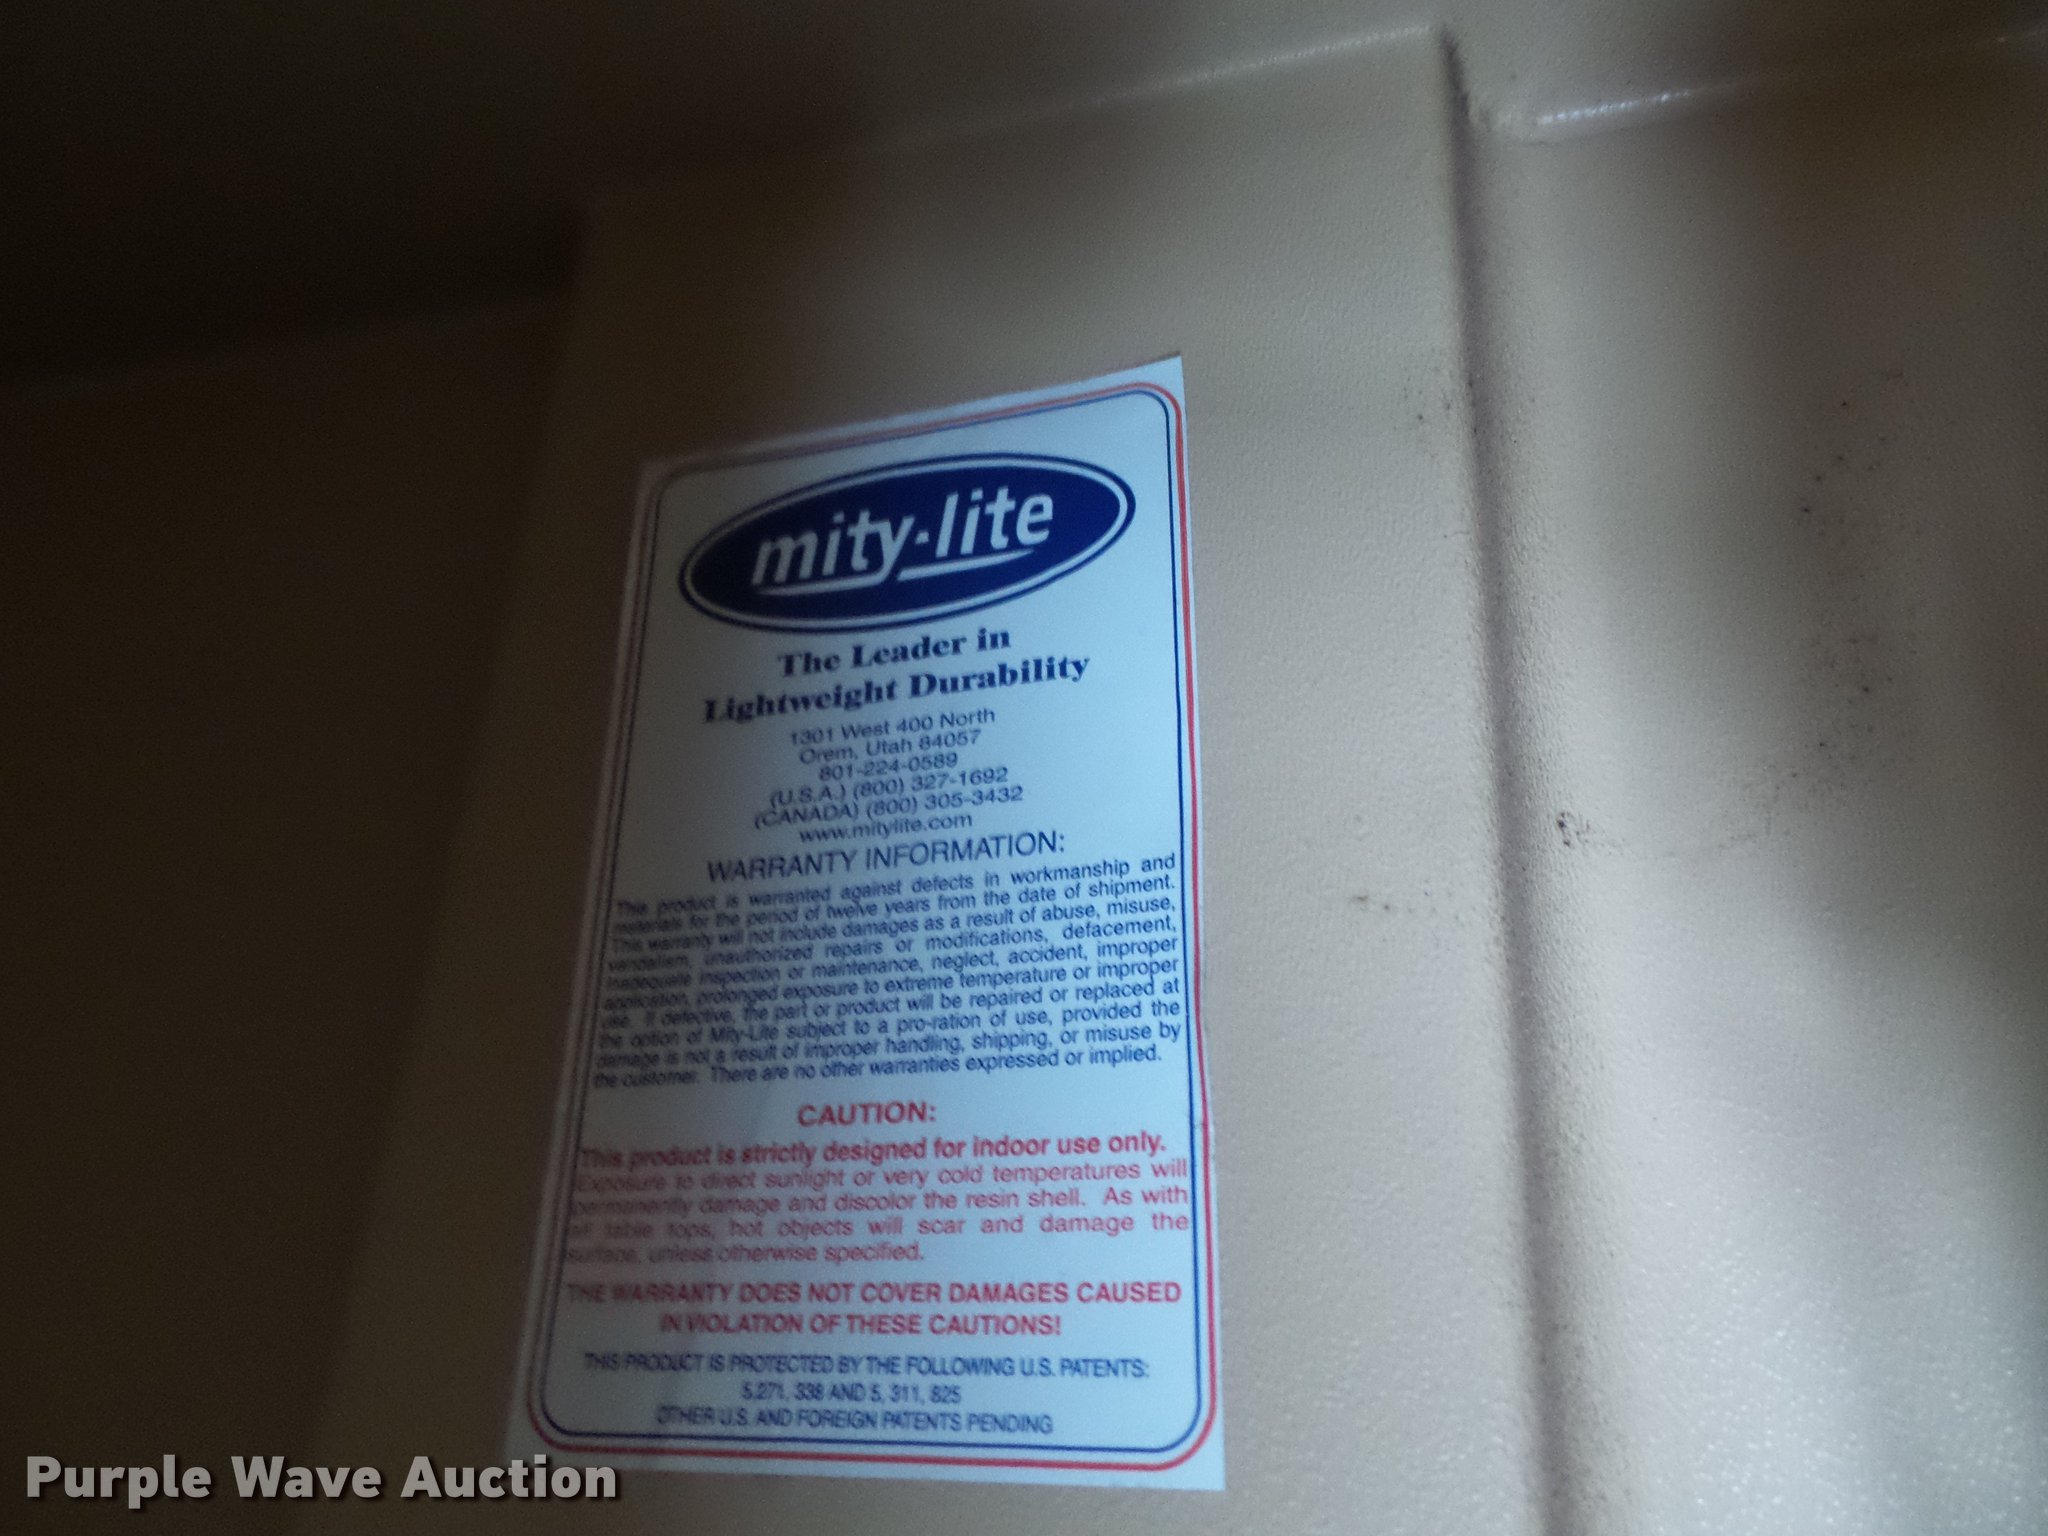 mity-lite
The Leader in
Lightweight Durability
1301 West 400 North
Orem, Utah 84057
801-224-0589
(U.S.A.) (800) 327-1692
(CANADA) (800) 305-3432
www.mitylite.com
WARRANTY INFORMATION:
This product is warranted against defects in workmanship and
materials for the period of twelve years from the date of shipment.
This warranty will not include damages as a result of abuse, misuse,
vandalism, unauthorized repairs or modifications, defacement,
inadequate inspection or maintenance, neglect, accident, improper
application, prolonged exposure to extreme temperature or improper
use. If defective, the part or product will be repaired or replaced at
the option of Mity-Lite subject to a pro-ration of use, provided the
damage is not a result of improper handling, shipping, or misuse by
the customer. There are no other warranties expressed or implied.
CAUTION:
This product is strictly designed for indoor use only.
Exposure to direct sunlight or very cold temperatures will
permanently damage and discolor the resin shell. As with
all table tops, hot objects will scar and damage the
surface, unless otherwise specified.
THE WARRANTY DOES NOT COVER DAMAGES CAUSED
IN VIOLATION OF THESE CAUTIONS!
THIS PRODUCT IS PROTECTED BY THE FOLLOWING U.S. PATENTS:
5,271, 338 AND 5, 311, 825
OTHER U.S. AND FOREIGN PATENTS PENDING
Purple Wave Auction